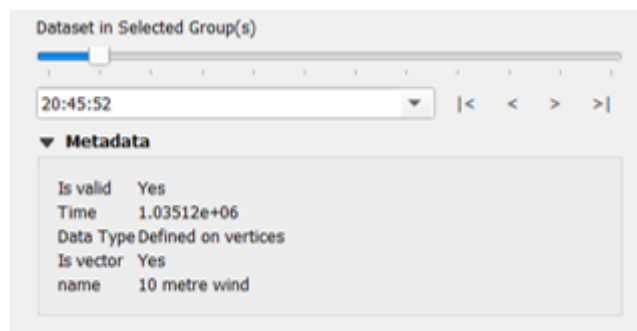 Dataset in Selected Group(s)
20:45:52 |< < > >|
Metadata
Is valid Yes
Time 1.03512e+06
Data Type Defined on vertices
Is vector Yes
name 10 metre wind